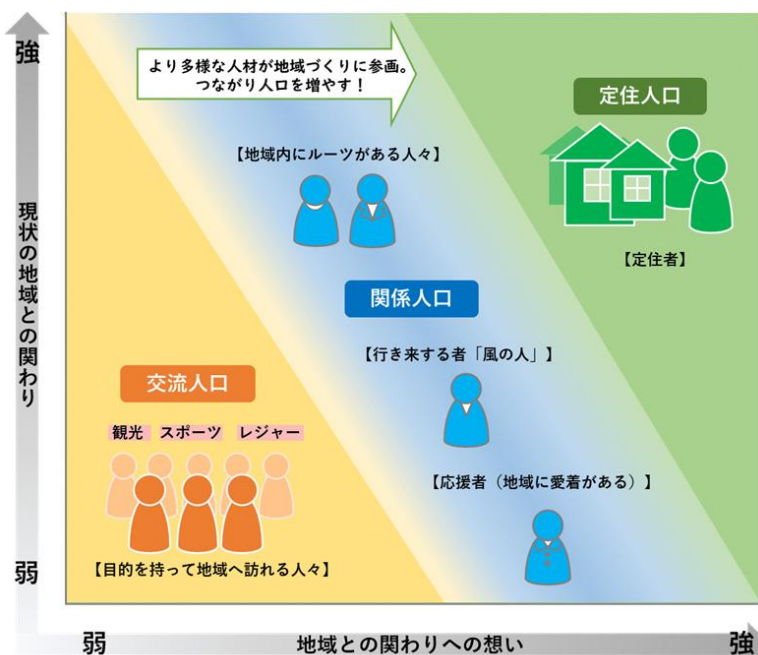 強
より多様な人材が地域づくりに参画。
つながり人口を増やす！
定住人口
【地域内にルーツがある人々】
【定住者】
現状の地域との関わり
関係人口
【行き来する者「風の人」】
交流人口
観光 スポーツ レジャー
【応援者（地域に愛着がある）】
【目的を持って地域へ訪れる人々】
弱
弱 地域との関わりへの想い 強